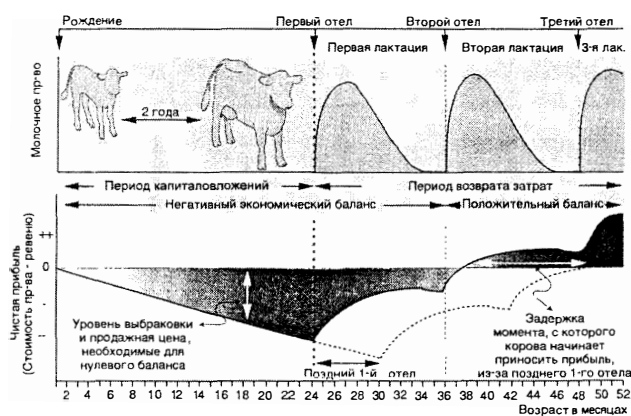 Рождение Первый отел Второй отел Третий отел
Первая лактация Вторая лактация 3-я лак.
Молочное пр-во
2 года
Период капиталовложений Период возврата затрат
Негативный экономический баланс Положительный баланс
Чистая прибыль
(Стоимость пр-ва - ревеню)
++
0
-
--
Уровень выбраковки
и продажная цена,
необходимые для
нулевого баланса
Поздний 1-й отел
Задержка
момента, с которого
корова начинает
приносить прибыль,
из-за позднего 1-го отела
2 4 6 8 10 12 14 16 18 20 22 24 26 28 30 32 34 36 38 40 42 44 46 48 50 52
Возраст в месяцах